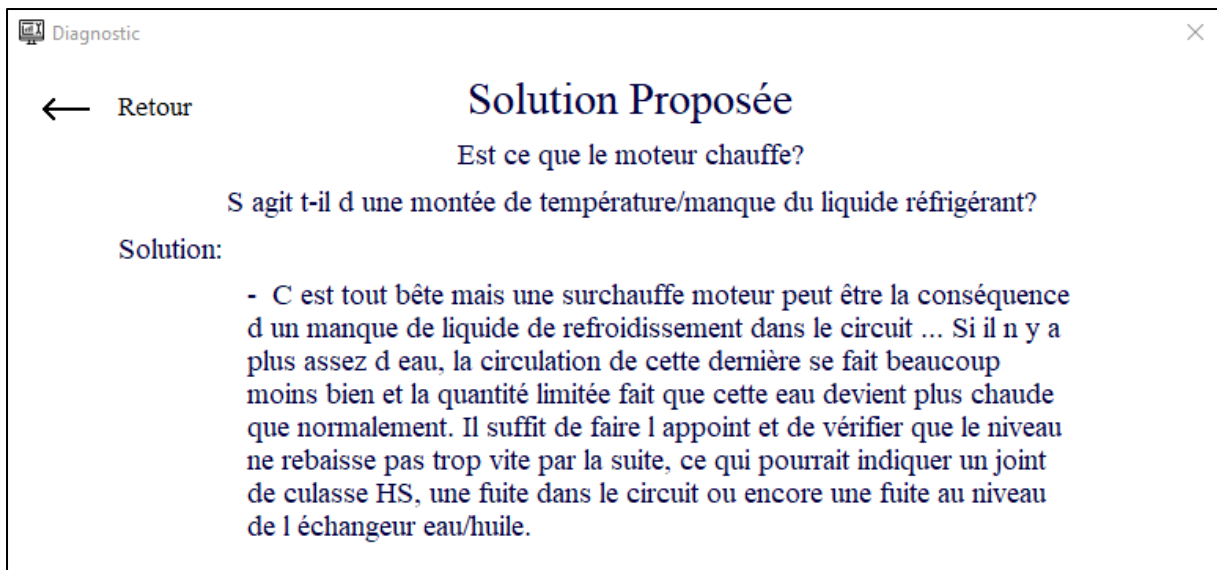 Diagnostic
Retour
Solution Proposée
Est ce que le moteur chauffe?
S agit t-il d une montée de température/manque du liquide réfrigérant?
Solution:
- C est tout bête mais une surchauffe moteur peut être la conséquence
d un manque de liquide de refroidissement dans le circuit ... Si il n y a
plus assez d eau, la circulation de cette dernière se fait beaucoup
moins bien et la quantité limitée fait que cette eau devient plus chaude
que normalement. Il suffit de faire l appoint et de vérifier que le niveau
ne rebaisse pas trop vite par la suite, ce qui pourrait indiquer un joint
de culasse HS, une fuite dans le circuit ou encore une fuite au niveau
de l échangeur eau/huile.